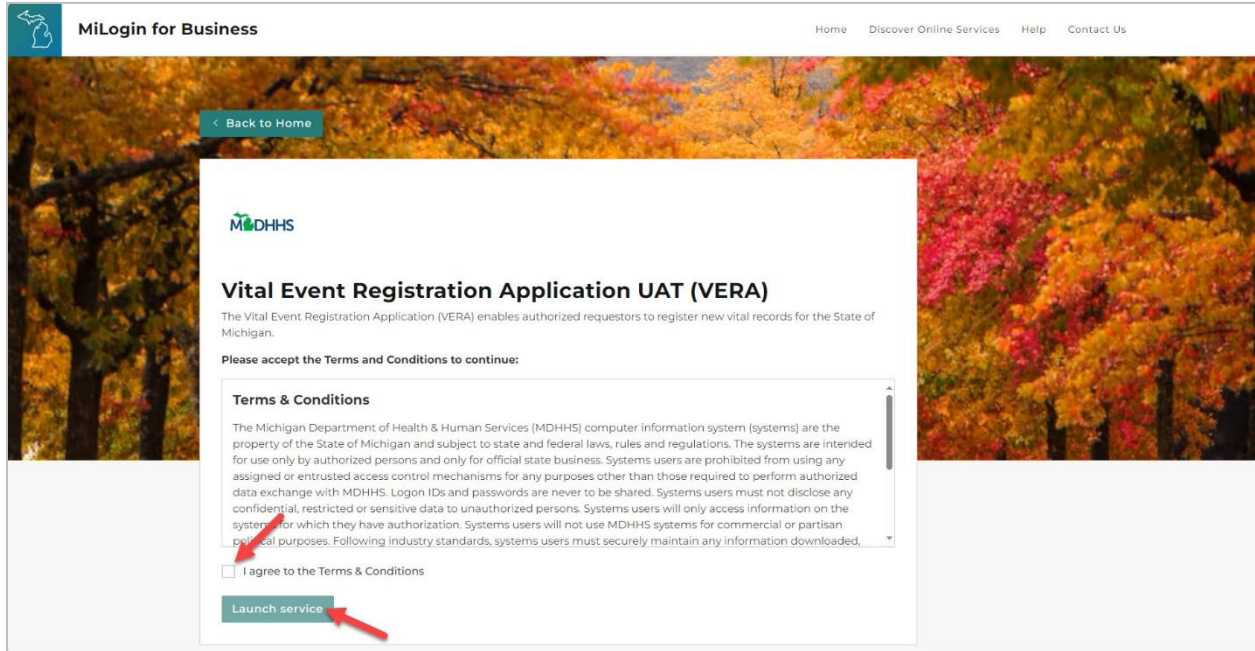 MiLogin for Business
Home Discover Online Services Help Contact Us
< Back to Home
MDHHS
Vital Event Registration Application UAT (VERA)
The Vital Event Registration Application (VERA) enables authorized requestors to register new vital records for the State of
Michigan.
Please accept the Terms and Conditions to continue:
Terms & Conditions
The Michigan Department of Health & Human Services (MDHHS) computer information system (systems) are the
property of the State of Michigan and subject to state and federal laws, rules and regulations. The systems are intended
for use only by authorized persons and only for official state business. Systems users are prohibited from using any
assigned or entrusted access control mechanisms for any purposes other than those required to perform authorized
data exchange with MDHHS. Logon IDs and passwords are never to be shared. Systems users must not disclose any
confidential, restricted or sensitive data to unauthorized persons. Systems users will only access information on the
systems for which they have authorization. Systems users will not use MDHHS systems for commercial or partisan
political purposes. Following industry standards, systems users must securely maintain any information downloaded,
I agree to the Terms & Conditions
Launch service